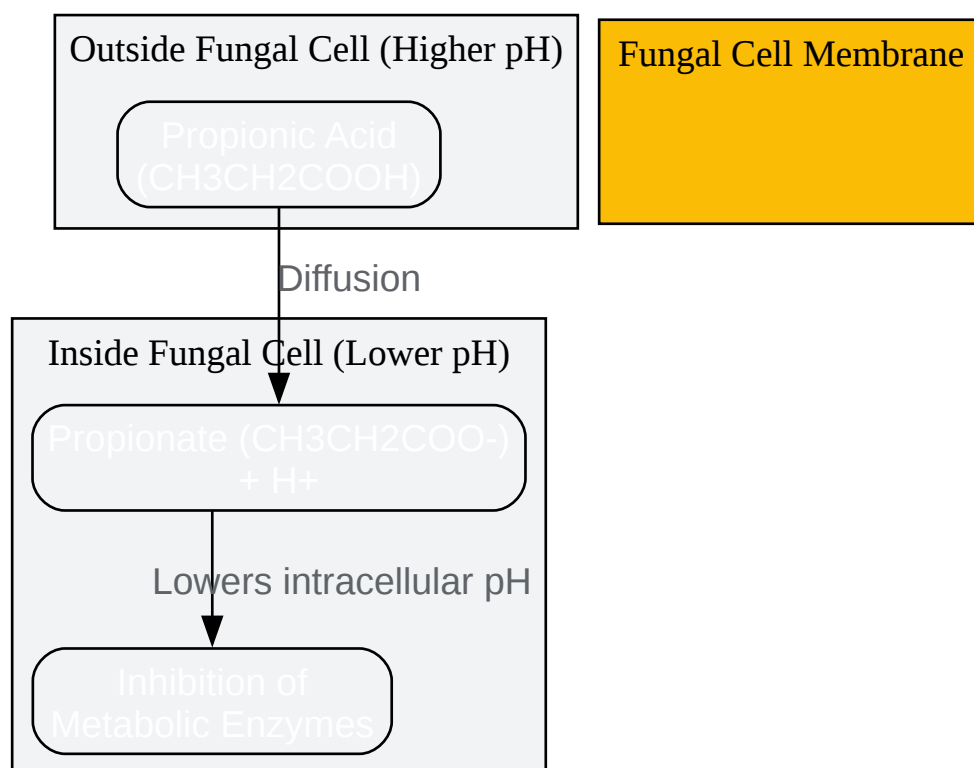 Outside Fungal Cell (Higher pH)
Fungal Cell Membrane
Propionic Acid
(CH3CH2COOH)
Diffusion
Inside Fungal Cell (Lower pH)
Propionate (CH3CH2COO-)
+ H+
Lowers intracellular pH
Inhibition of
Metabolic Enzymes